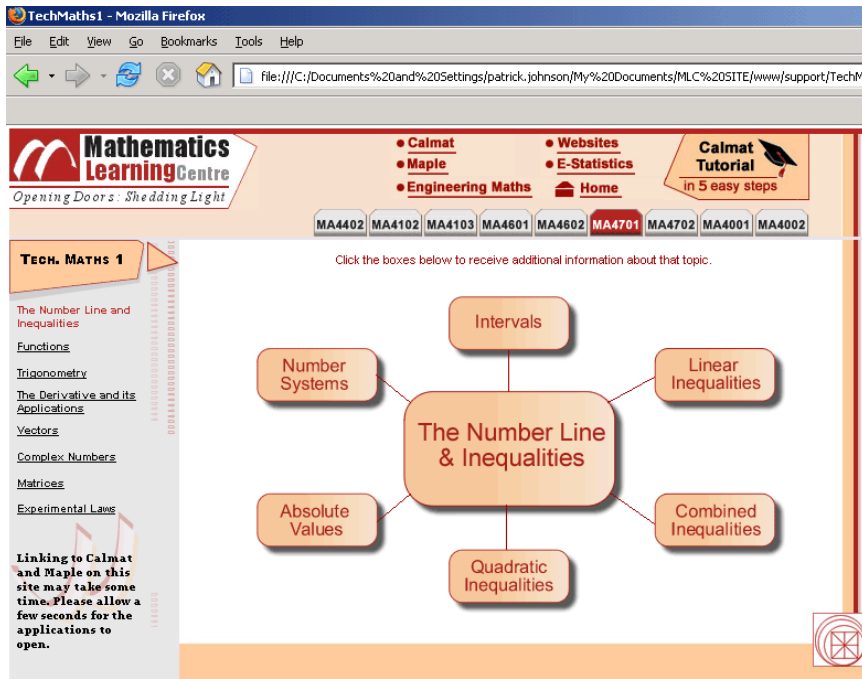 TechMaths1 - Mozilla Firefox
File Edit View Go Bookmarks Tools Help
file:///C:/Documents%20and%20Settings/patrick.johnson/My%20Documents/MLC%20SITE/www/support/TechM
Mathematics
Learning Centre
Opening Doors: Shedding Light
Calmat
Maple
Engineering Maths
Websites
E-Statistics
Home
Calmat
Tutorial
in 5 easy steps
MA4402 MA4102 MA4103 MA4601 MA4602 MA4701 MA4702 MA4001 MA4002
TECH. MATHS 1
The Number Line and
Inequalities
Functions
Trigonometry
The Derivative and its
Applications
Vectors
Complex Numbers
Matrices
Experimental Laws
Linking to Calmat
and Maple on this
site may take some
time. Please allow a
few seconds for the
applications to
open.
Click the boxes below to receive additional information about that topic.
Intervals
Number
Systems
Linear
Inequalities
The Number Line
& Inequalities
Absolute
Values
Combined
Inequalities
Quadratic
Inequalities